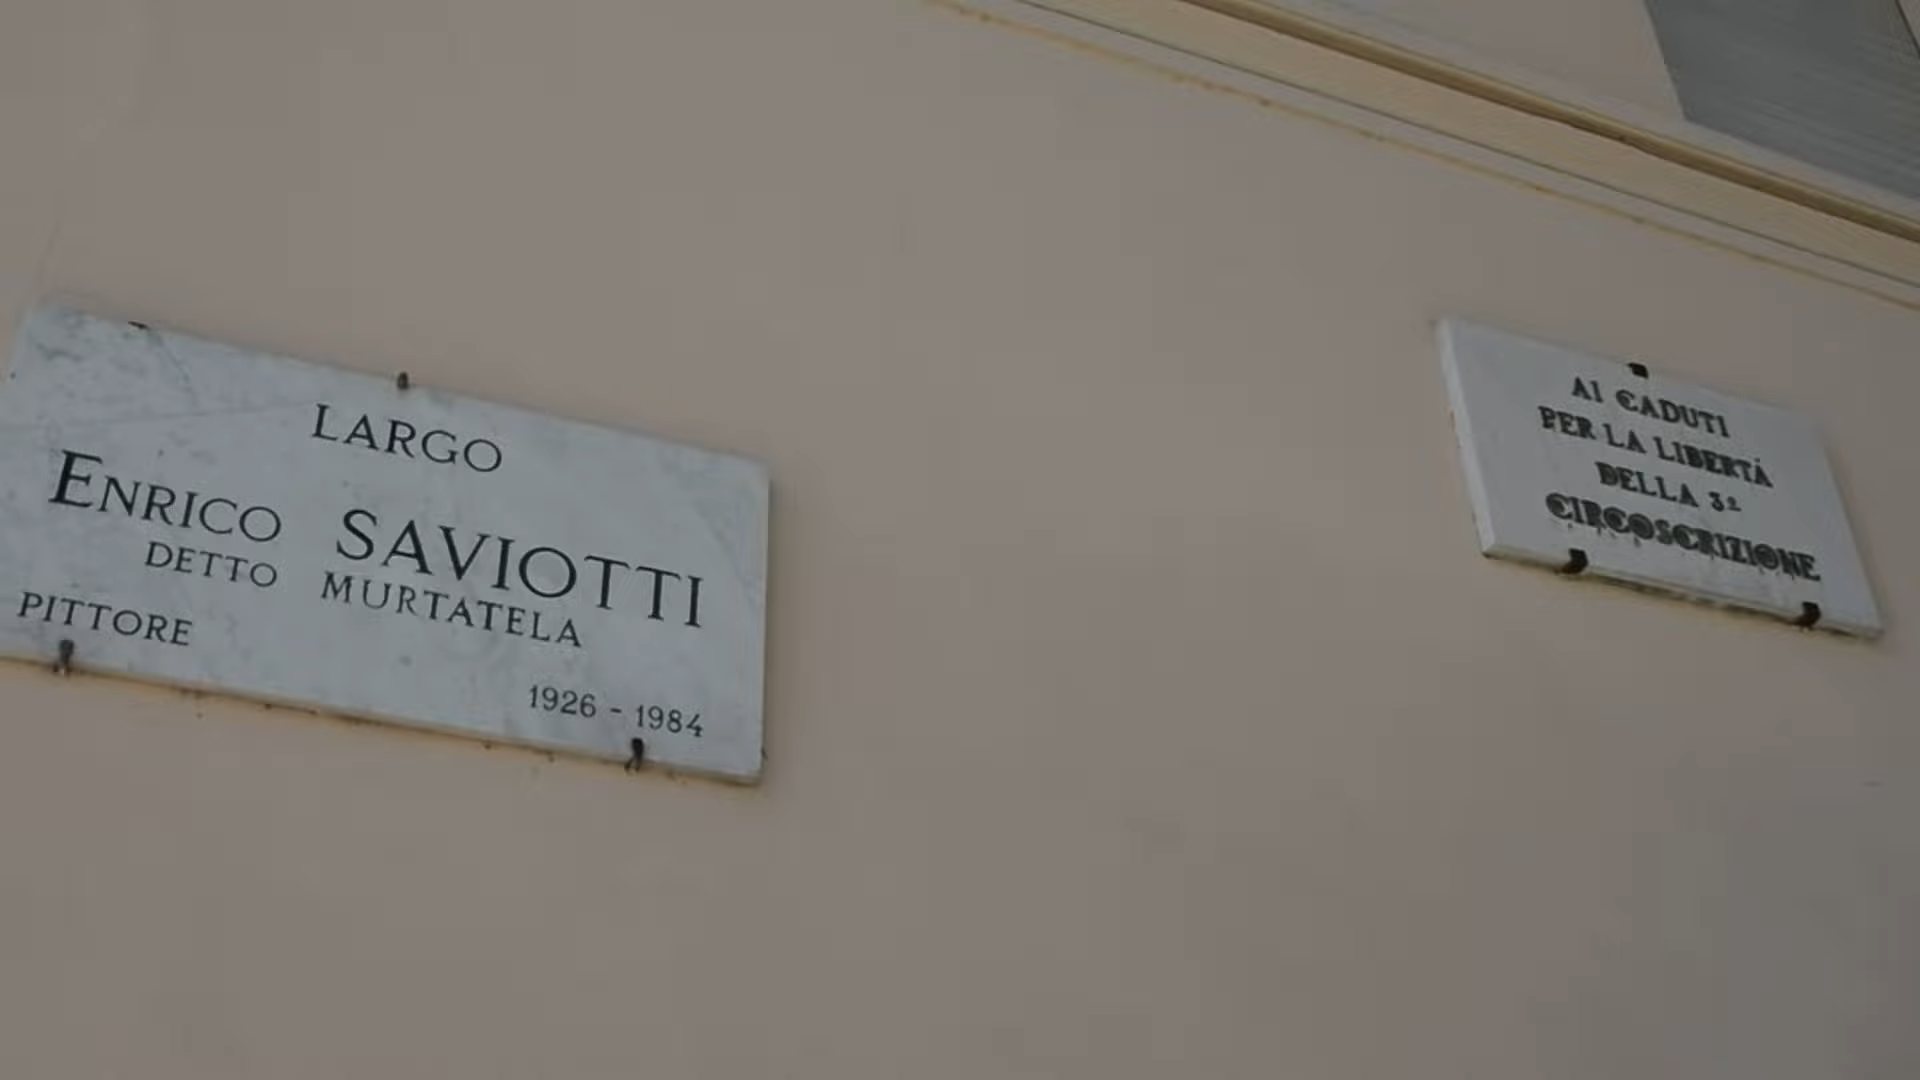 LARGO
ENRICO SAVIOTTI
DETTO MURTATELA
PITTORE
1926 - 1984
AI CADUTI
PER LA LIBERTÀ
DELLA 3ª
CIRCOSCRIZIONE